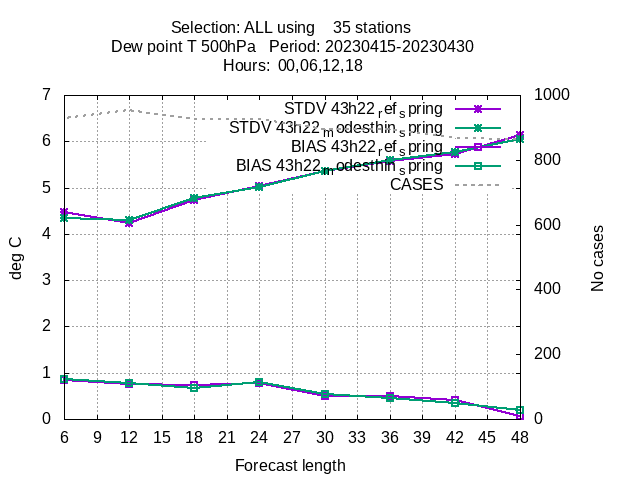 Selection: ALL using 35 stations
Dew point T 500hPa Period: 20230415-20230430
Hours: 00,06,12,18
STDV 43h22_ref_spring
STDV 43h22_modesthin_spring
BIAS 43h22_ref_spring
BIAS 43h22_modesthin_spring
CASES
7
6
5
4
3
2
1
0
deg C
1000
800
600
400
200
0
No cases
6 9 12 15 18 21 24 27 30 33 36 39 42 45 48
Forecast length